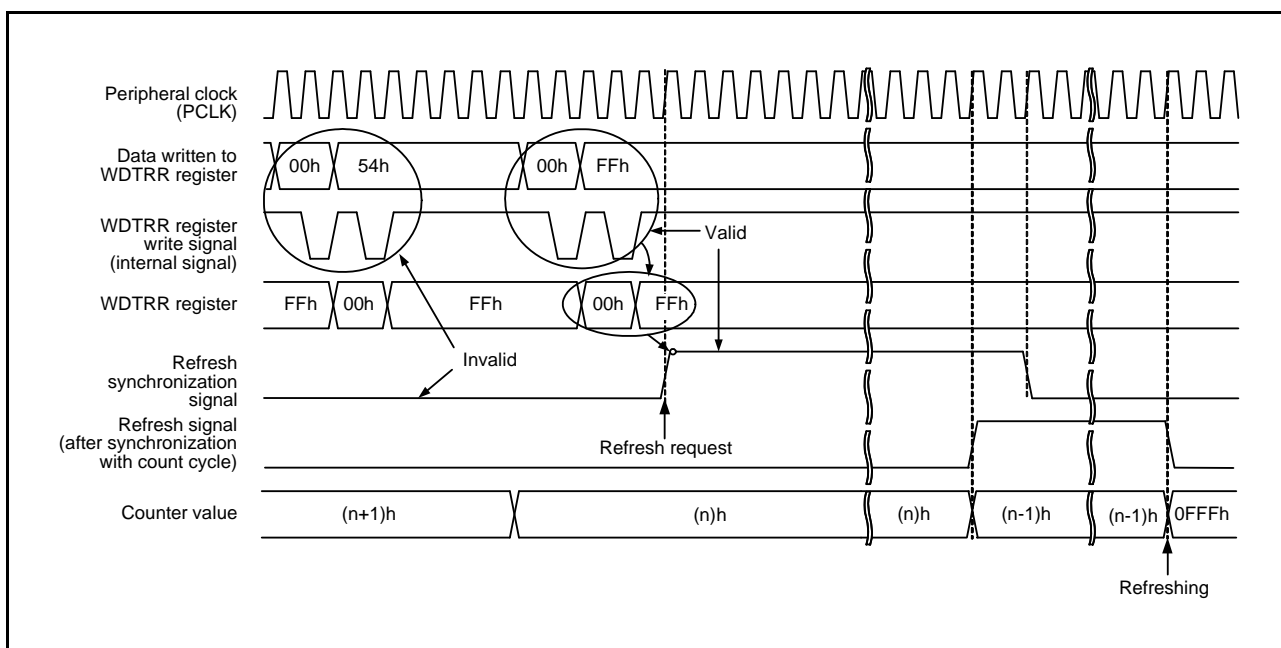 Peripheral clock
(PCLK)
Data written to
WDTRR register
00h 54h 00h FFh
WDTRR register
write signal
(internal signal)
Valid
WDTRR register
FFh 00h FFh 00h FFh
Invalid
Refresh
synchronization
signal
Refresh request
Refresh signal
(after synchronization
with count cycle)
Counter value
(n+1)h (n)h (n)h (n-1)h (n-1)h 0FFFh
Refreshing